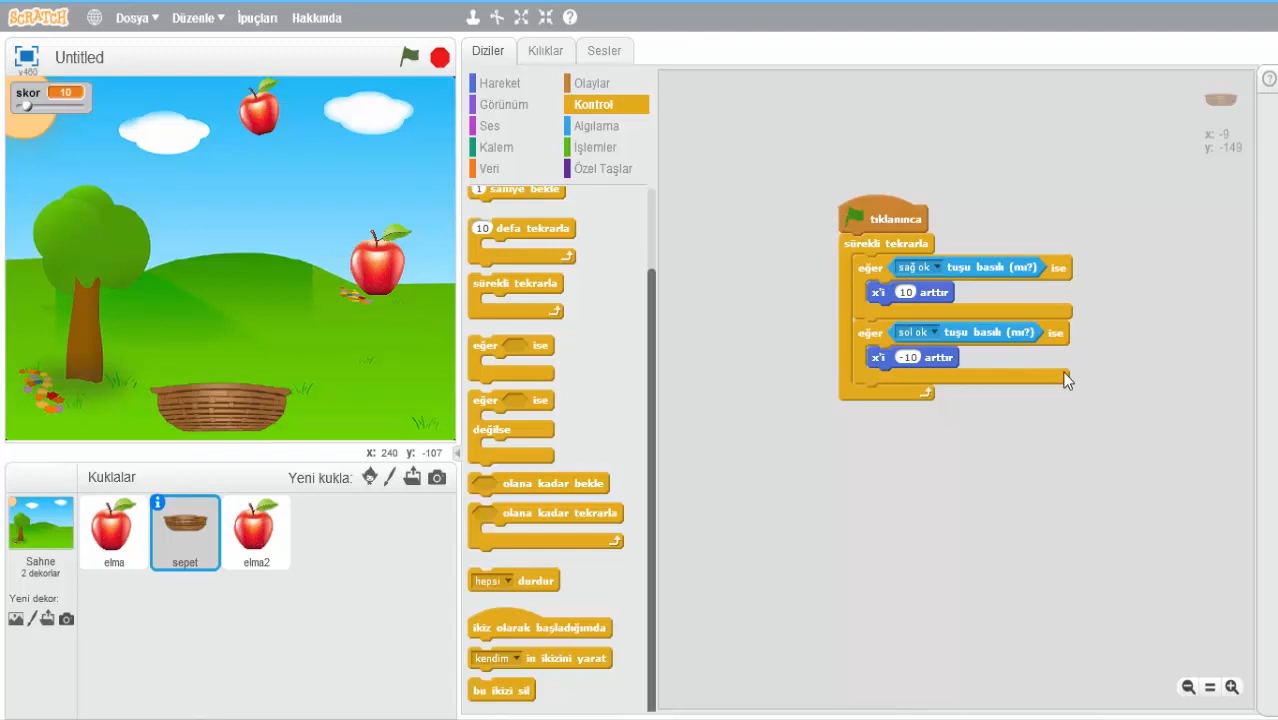 SCRATCH
Dosya
Düzenle
İpuçları
Hakkında
Untitled
v460
skor 10
x: 240 y: -107
Kuklalar
Yeni kukla:
Sahne
2 dekorlar
Yeni dekor:
elma
sepet
elma2
Diziler
Kılıklar
Sesler
Hareket
Olaylar
Görünüm
Kontrol
Ses
Algılama
Kalem
İşlemler
Veri
Özel Taşlar
1 saniye bekle
10 defa tekrarla
sürekli tekrarla
eğer ise
eğer ise
değilse
olana kadar bekle
olana kadar tekrarla
hepsi durdur
ikiz olarak başladığımda
kendim in ikizini yarat
bu ikizi sil
x: -9
y: -149
tıklanınca
sürekli tekrarla
eğer sağ ok tuşu basılı (mı?) ise
x'i 10 arttır
eğer sol ok tuşu basılı (mı?) ise
x'i -10 arttır